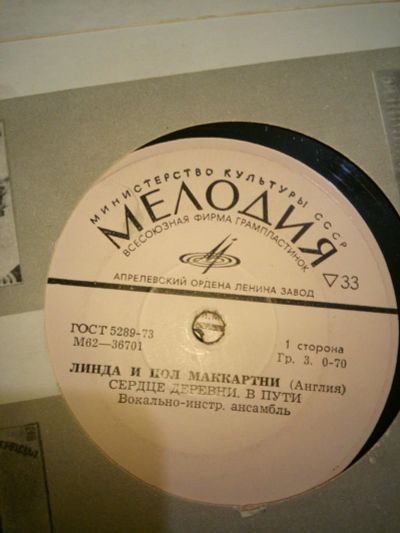 МИНИСТЕРСТВО КУЛЬТУРЫ СССР
МЕЛОДИЯ
ВСЕСОЮЗНАЯ ФИРМА ГРАМПЛАСТИНОК
АПРЕЛЕВСКИЙ ОРДЕНА ЛЕНИНА ЗАВОД
▽33
ГОСТ 5289-73
М62—36701
1 сторона
Гр. 3. 0-70
ЛИНДА И ПОЛ МАККАРТНИ (Англия)
СЕРДЦЕ ДЕРЕВНИ. В ПУТИ
Вокально-инстр. ансамбль